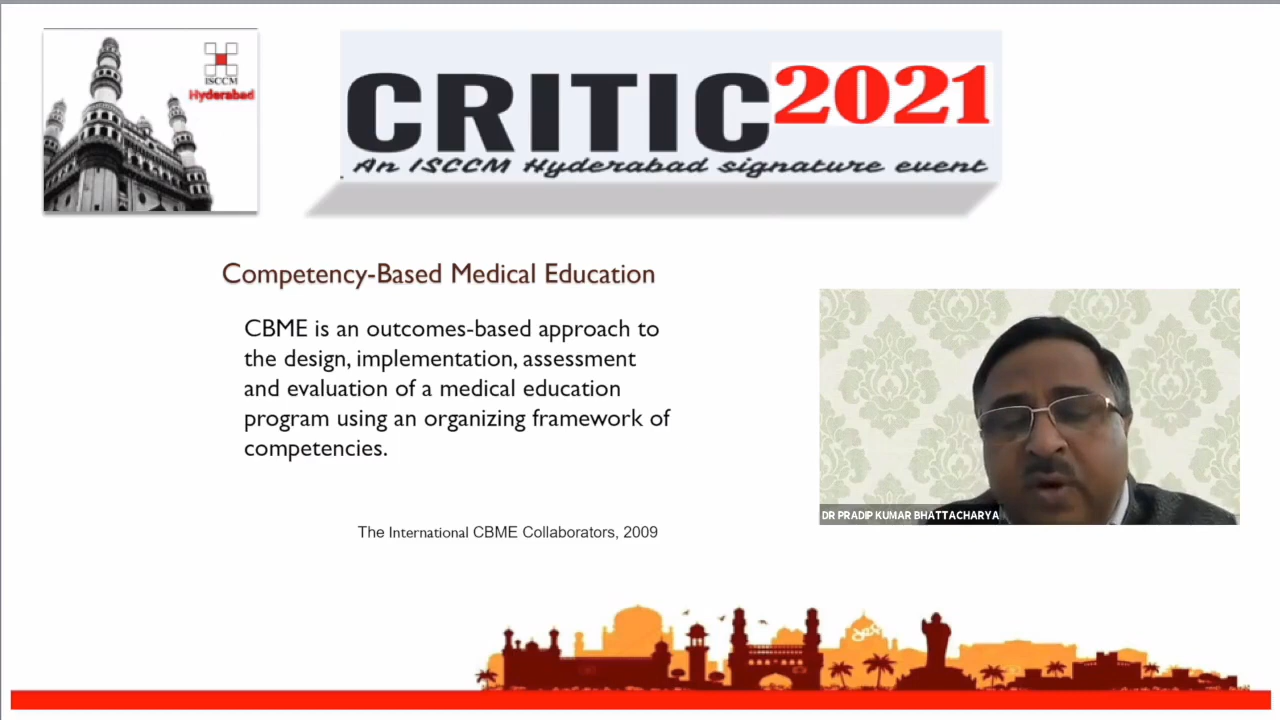 ISCCM
Hyderabad
CRITIC 2021
An ISCCM Hyderabad signature event
Competency-Based Medical Education
CBME is an outcomes-based approach to
the design, implementation, assessment
and evaluation of a medical education
program using an organizing framework of
competencies.
DR PRADIP KUMAR BHATTACHARYA
The International CBME Collaborators, 2009